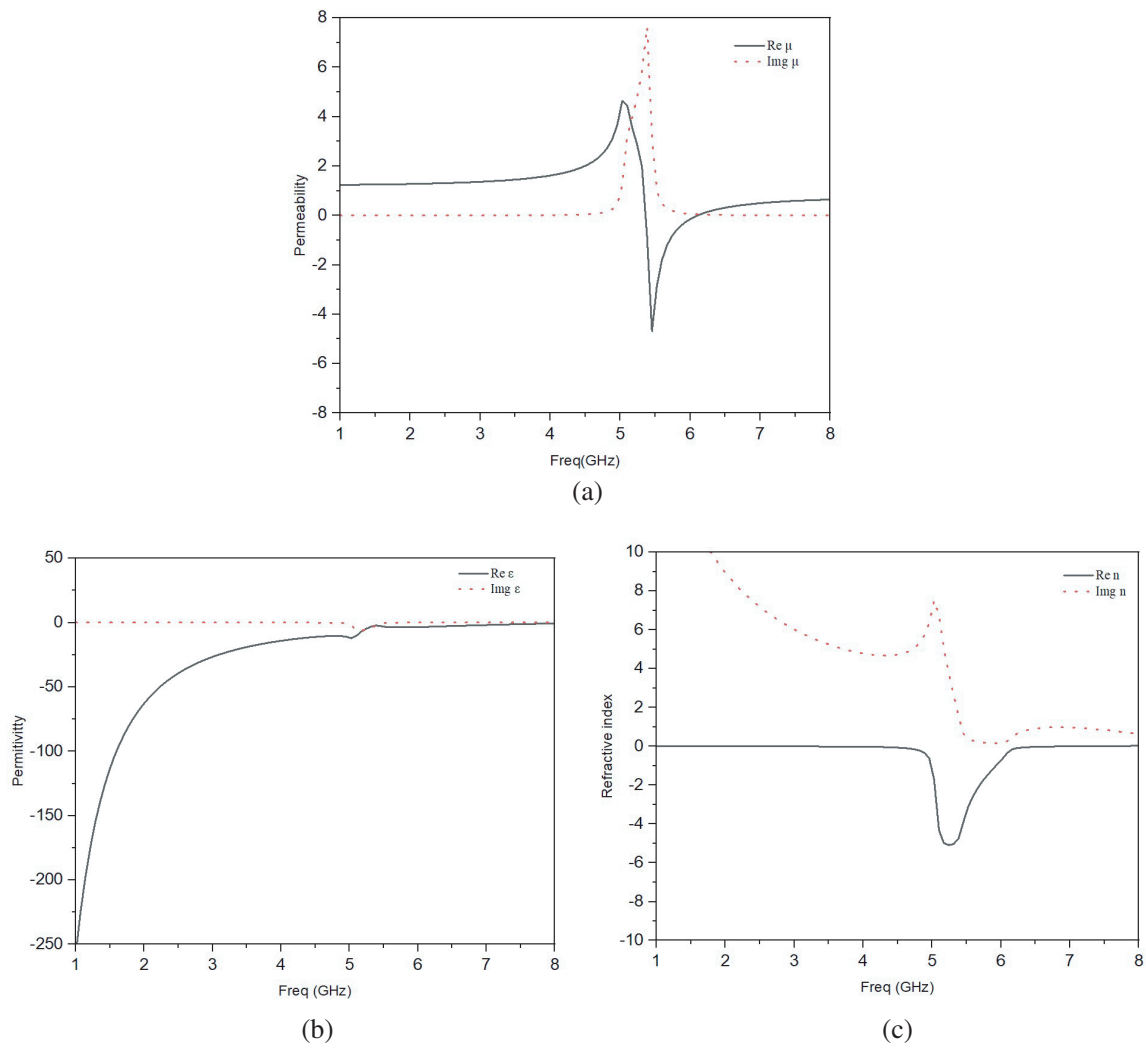 8
6
4
2
0
-2
-4
-6
-8
Permeability
Re μ
Img μ
1 2 3 4 5 6 7 8
Freq(GHz)
(a)
50
0
-50
-100
-150
-200
-250
Permitivitty
Re ε
Img ε
1 2 3 4 5 6 7 8
Freq (GHz)
(b)
10
8
6
4
2
0
-2
-4
-6
-8
-10
Refractive index
Re n
Img n
1 2 3 4 5 6 7 8
Freq (GHz)
(c)